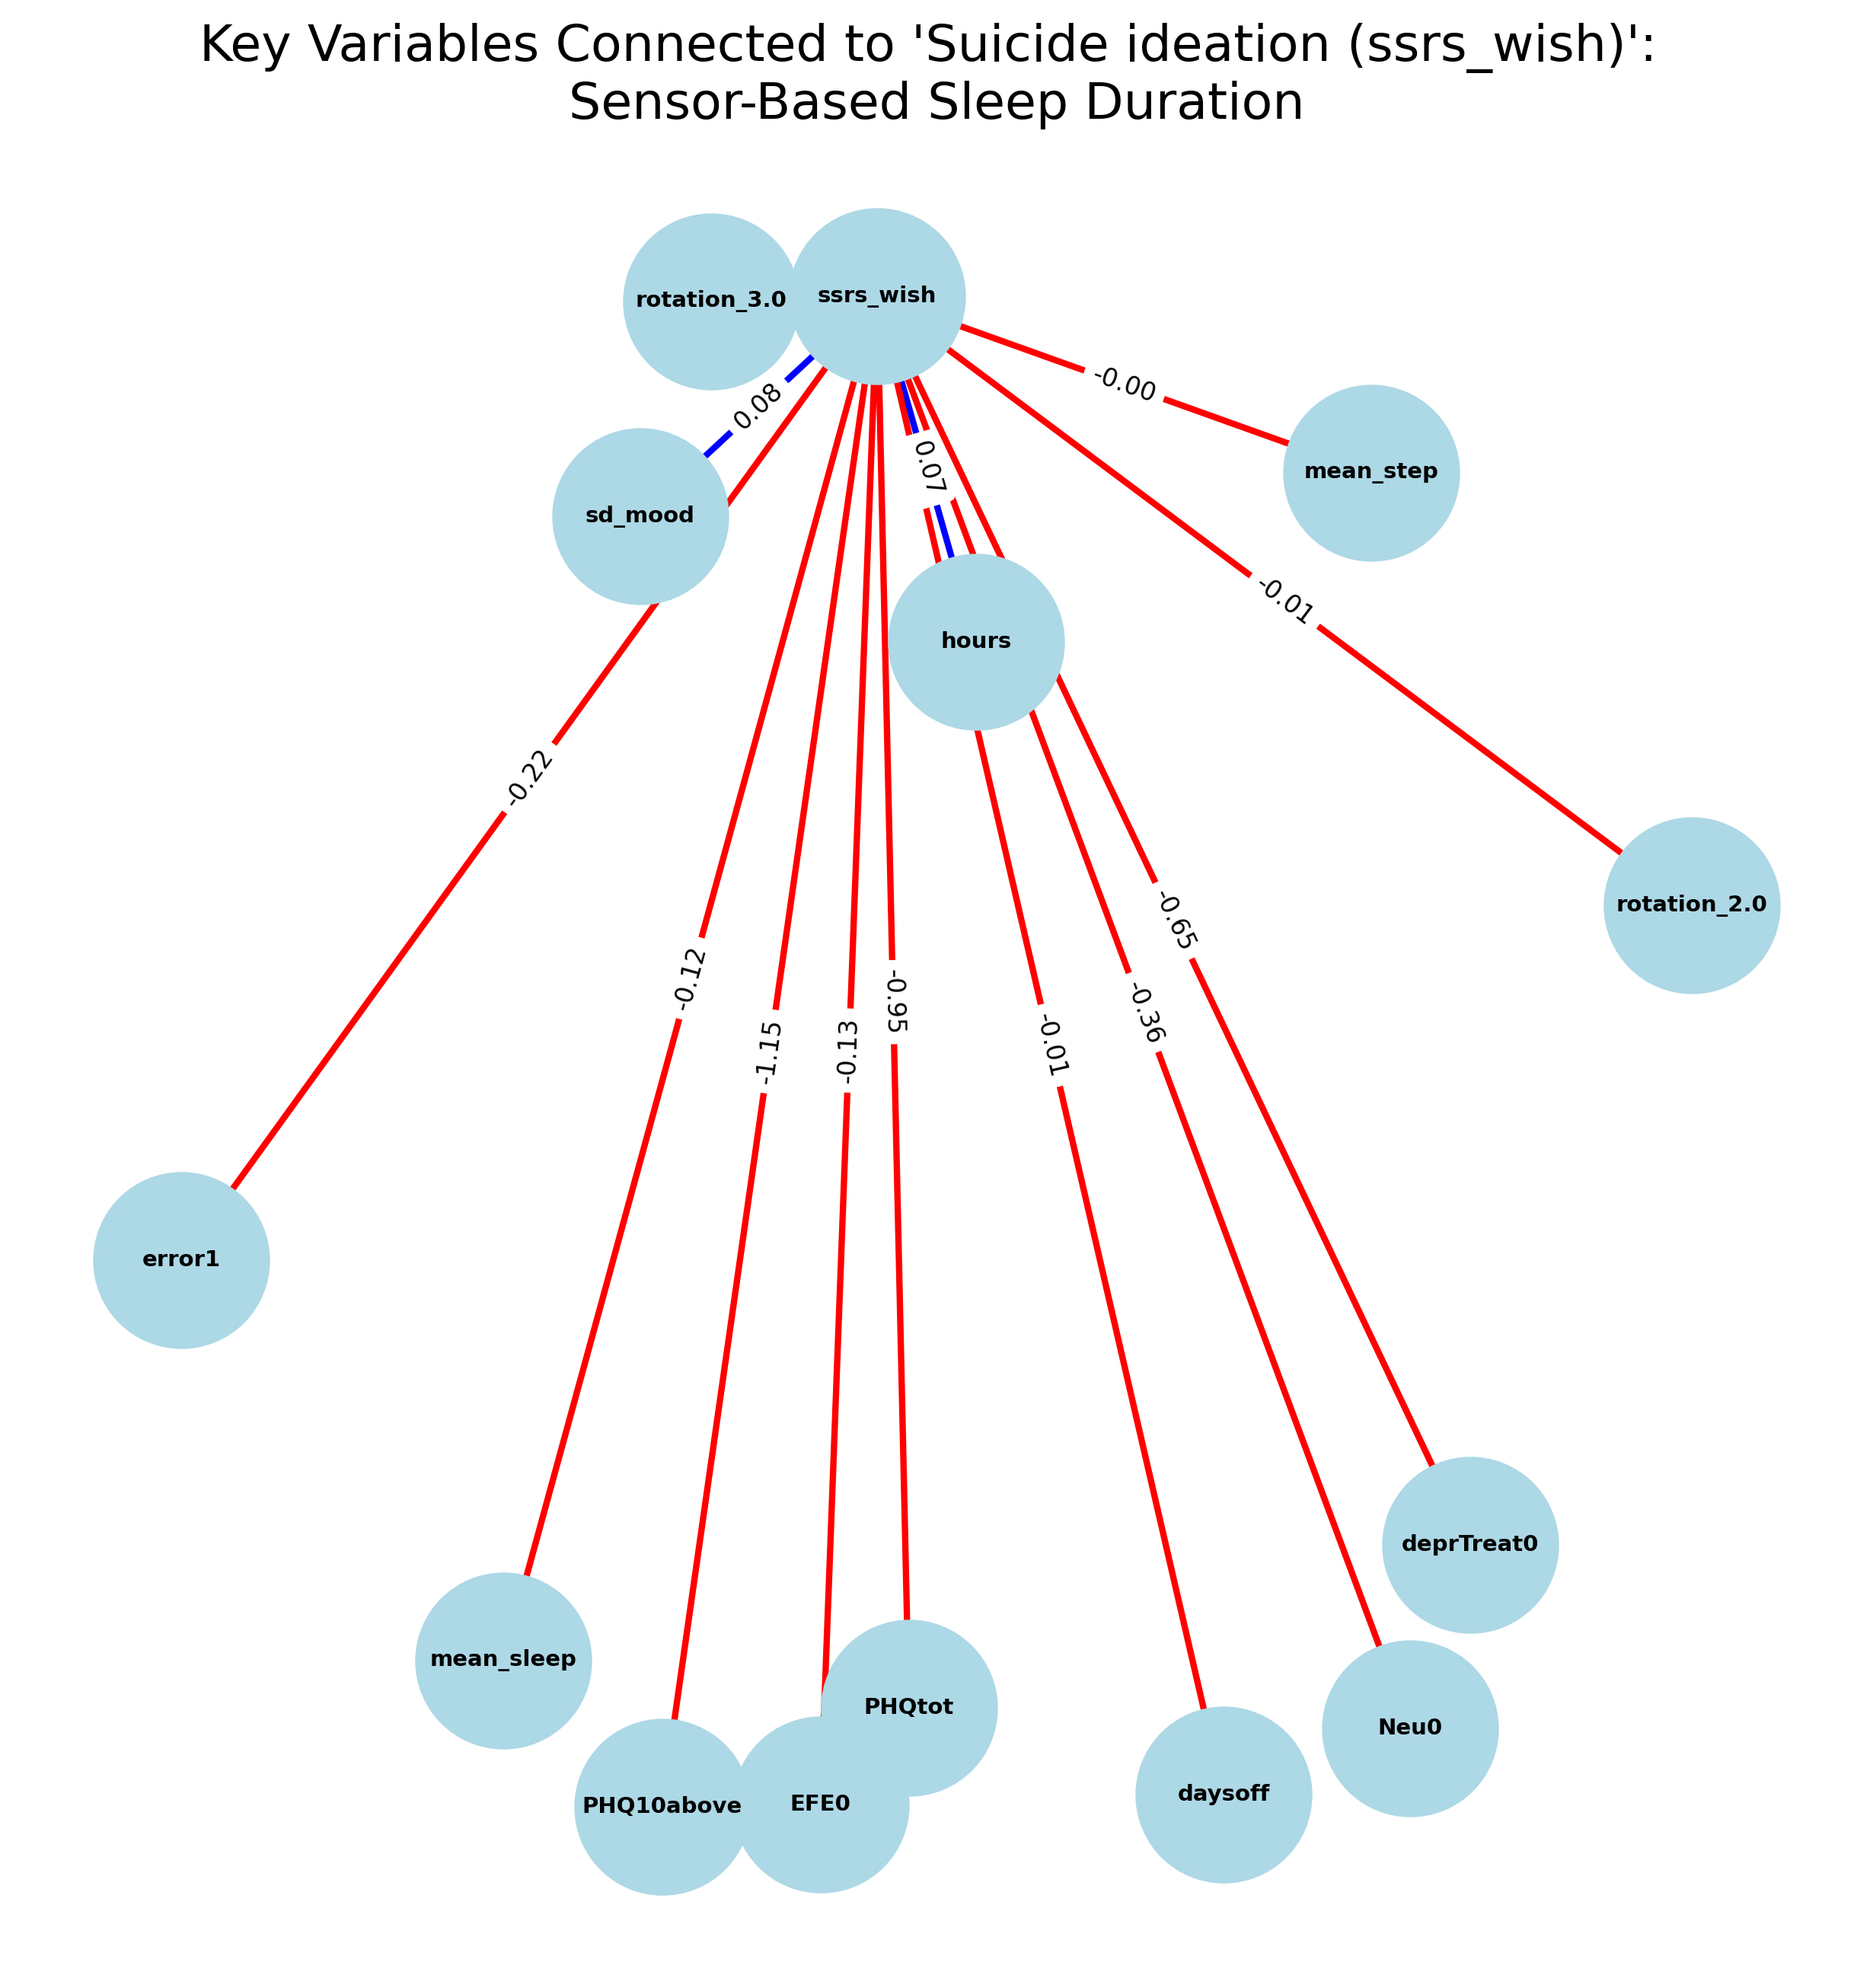 Key Variables Connected to 'Suicide ideation (ssrs_wish)':
Sensor-Based Sleep Duration
rotation_3.0
ssrs_wish
-0.00
0.08
mean_step
0.07
sd_mood
-0.01
hours
-0.22
-0.65
rotation_2.0
-0.12
-0.95
-0.36
-1.15
-0.13
-0.01
error1
deprTreat0
mean_sleep
PHQtot
Neu0
PHQ10above
EFE0
daysoff